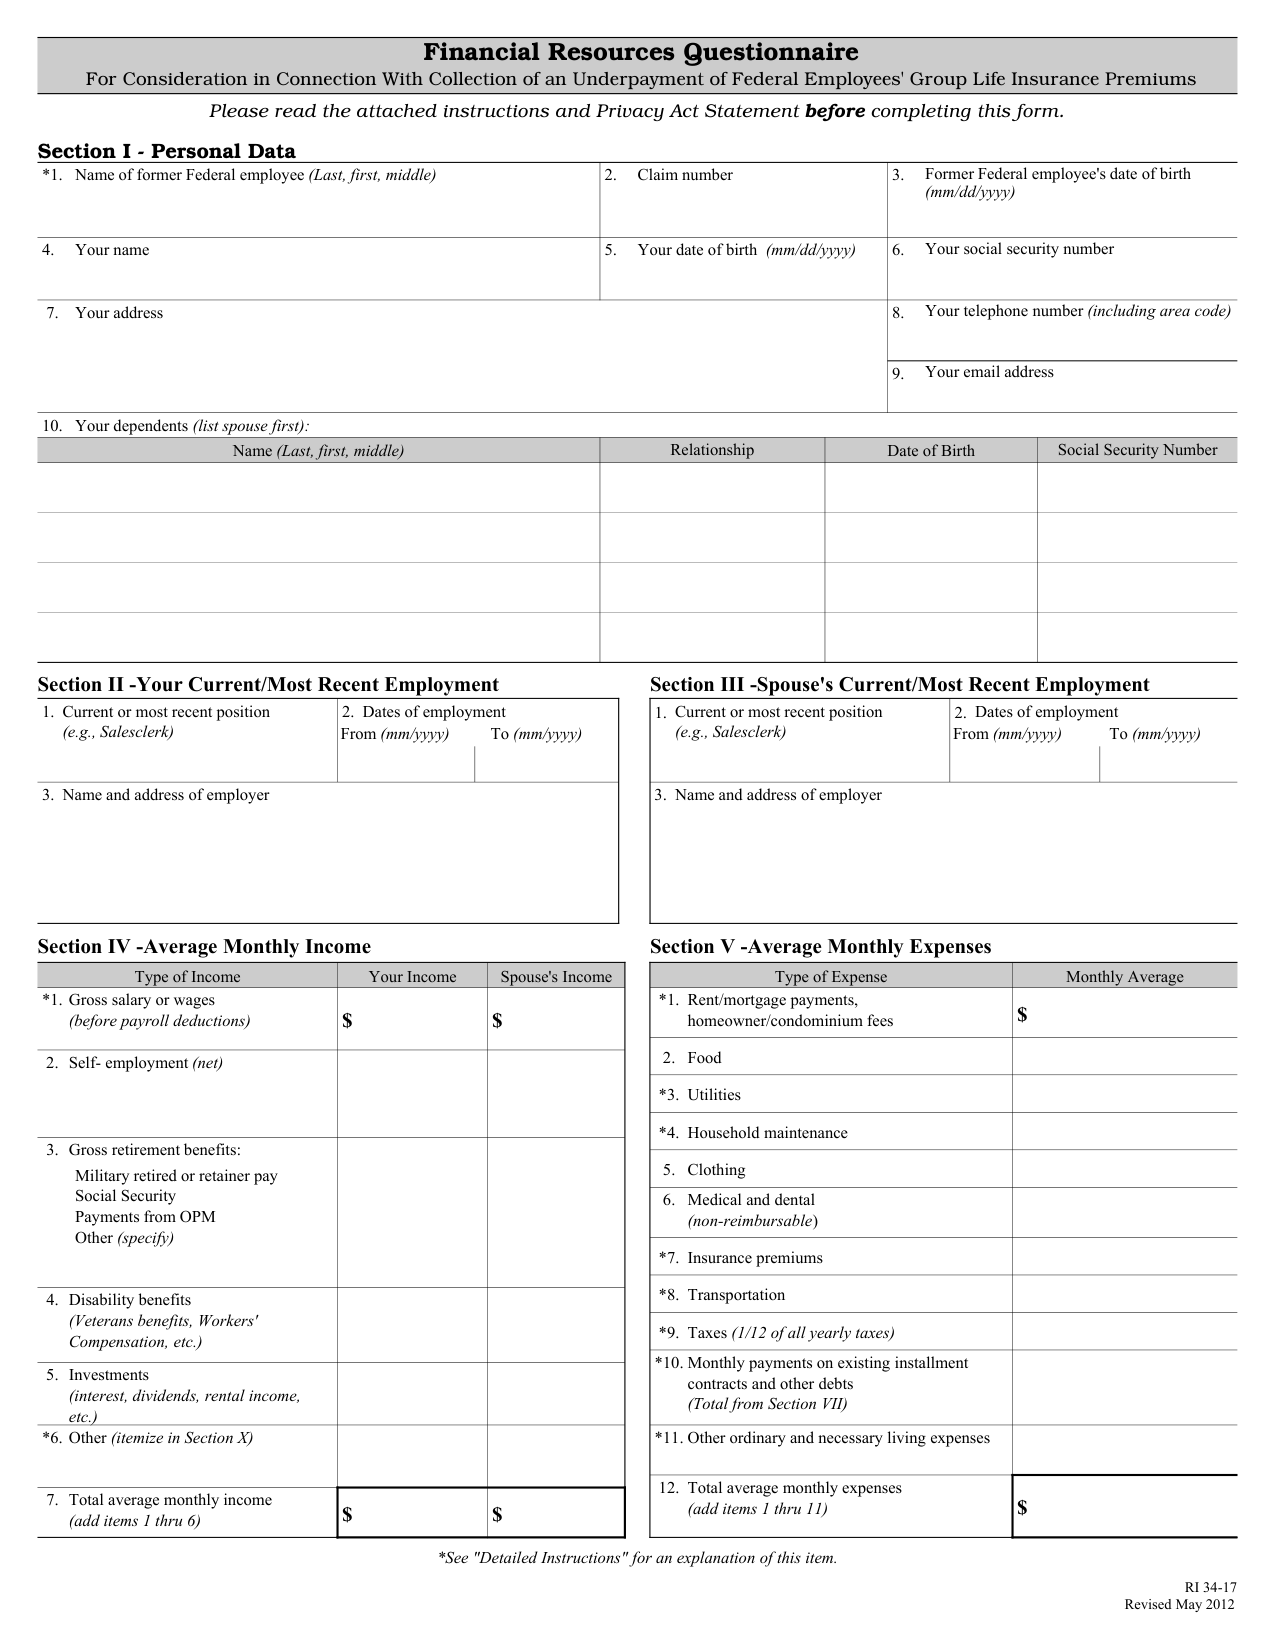 Financial Resources Questionnaire
For Consideration in Connection With Collection of an Underpayment of Federal Employees' Group Life Insurance Premiums
Please read the attached instructions and Privacy Act Statement before completing this form.
Section I - Personal Data
*1. Name of former Federal employee (Last, first, middle)
2. Claim number
3. Former Federal employee's date of birth
(mm/dd/yyyy)
4. Your name
5. Your date of birth (mm/dd/yyyy)
6. Your social security number
7. Your address
8. Your telephone number (including area code)
9. Your email address
10. Your dependents (list spouse first):
Name (Last, first, middle) Relationship Date of Birth Social Security Number
Section II -Your Current/Most Recent Employment
1. Current or most recent position
(e.g., Salesclerk)
2. Dates of employment
From (mm/yyyy) To (mm/yyyy)
3. Name and address of employer
Section III -Spouse's Current/Most Recent Employment
1. Current or most recent position
(e.g., Salesclerk)
2. Dates of employment
From (mm/yyyy) To (mm/yyyy)
3. Name and address of employer
Section IV -Average Monthly Income
Type of Income Your Income Spouse's Income
*1. Gross salary or wages
(before payroll deductions) $ $
2. Self- employment (net)
3. Gross retirement benefits:
Military retired or retainer pay
Social Security
Payments from OPM
Other (specify)
4. Disability benefits
(Veterans benefits, Workers'
Compensation, etc.)
5. Investments
(interest, dividends, rental income,
etc.)
*6. Other (itemize in Section X)
7. Total average monthly income
(add items 1 thru 6) $ $
Section V -Average Monthly Expenses
Type of Expense Monthly Average
*1. Rent/mortgage payments,
homeowner/condominium fees $
2. Food
*3. Utilities
*4. Household maintenance
5. Clothing
6. Medical and dental
(non-reimbursable)
*7. Insurance premiums
*8. Transportation
*9. Taxes (1/12 of all yearly taxes)
*10. Monthly payments on existing installment
contracts and other debts
(Total from Section VII)
*11. Other ordinary and necessary living expenses
12. Total average monthly expenses
(add items 1 thru 11) $
*See "Detailed Instructions" for an explanation of this item.
RI 34-17
Revised May 2012